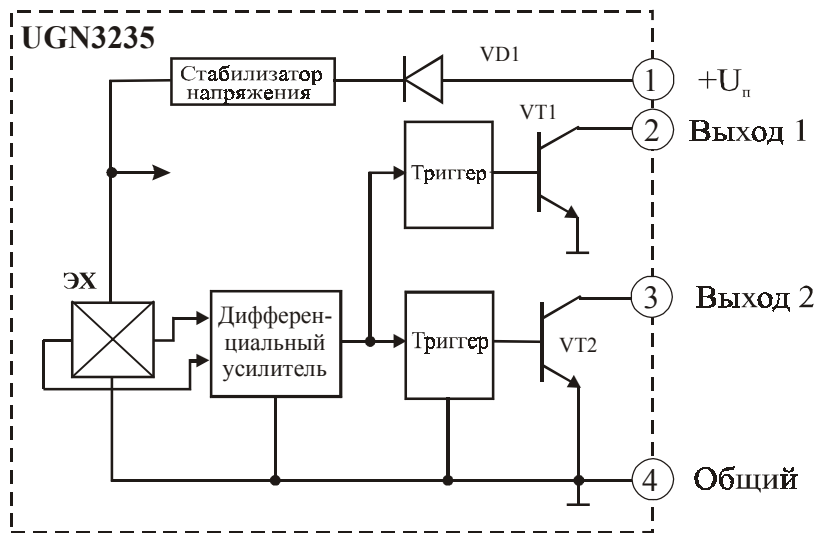 UGN3235
Стабилизатор
напряжения
VD1
1
+Uп
VT1
2
Выход 1
Триггер
ЭХ
Дифферен-
циальный
усилитель
Триггер
VT2
3
Выход 2
4
Общий